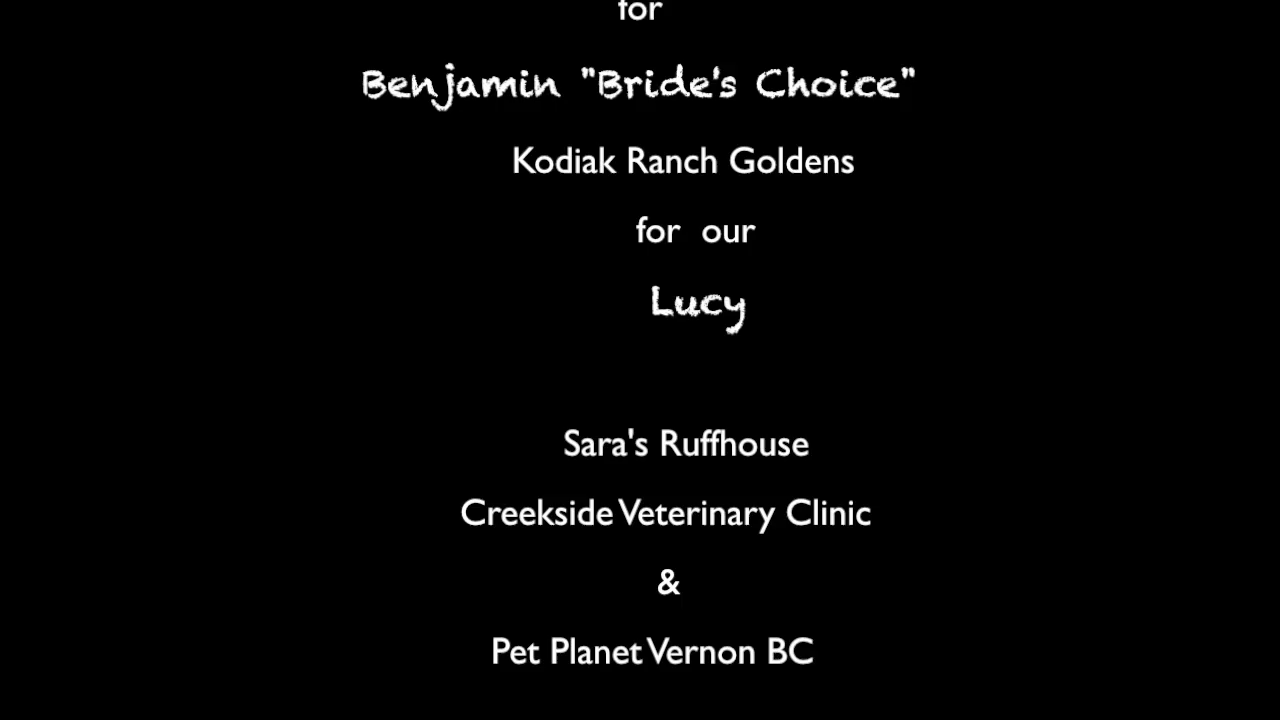 for
Benjamin "Bride's Choice"
Kodiak Ranch Goldens
for our
Lucy
Sara's Ruffhouse
Creekside Veterinary Clinic
&
Pet Planet Vernon BC